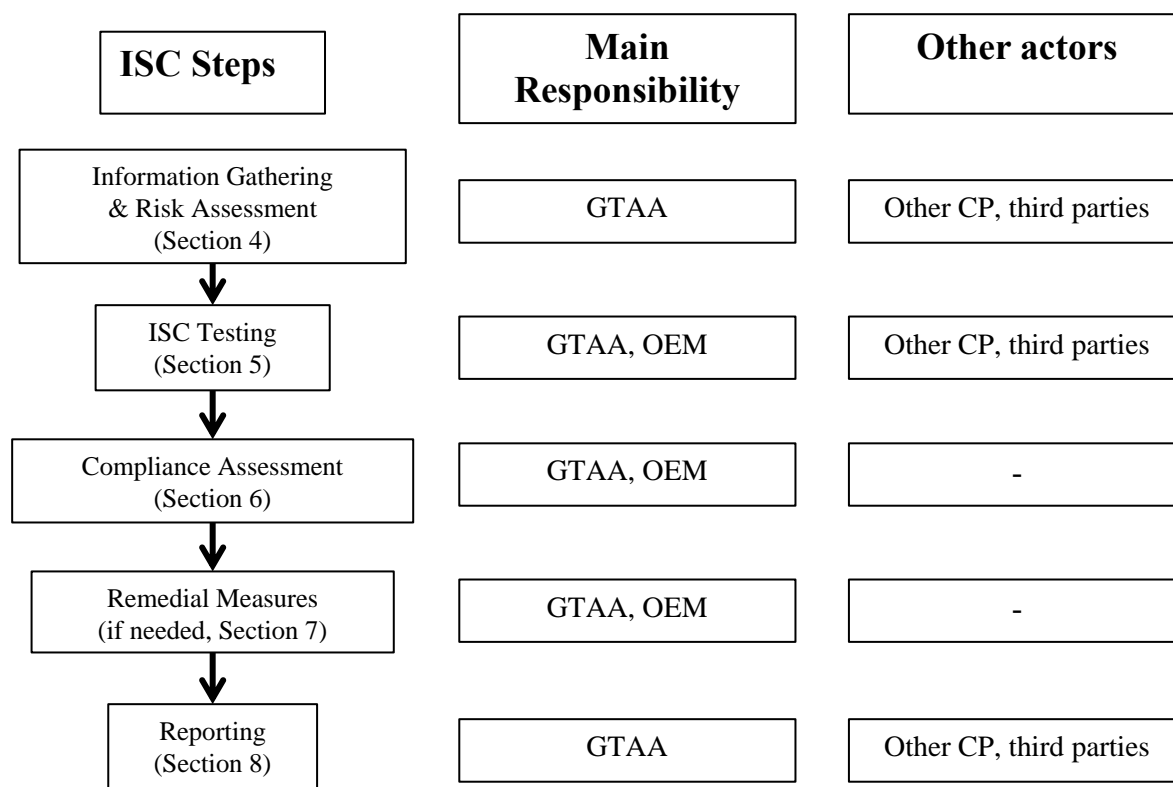 ISC Steps
Main
Responsibility
Other actors
Information Gathering
& Risk Assessment
(Section 4)
GTAA
Other CP, third parties
ISC Testing
(Section 5)
GTAA, OEM
Other CP, third parties
Compliance Assessment
(Section 6)
GTAA, OEM
-
Remedial Measures
(if needed, Section 7)
GTAA, OEM
-
Reporting
(Section 8)
GTAA
Other CP, third parties